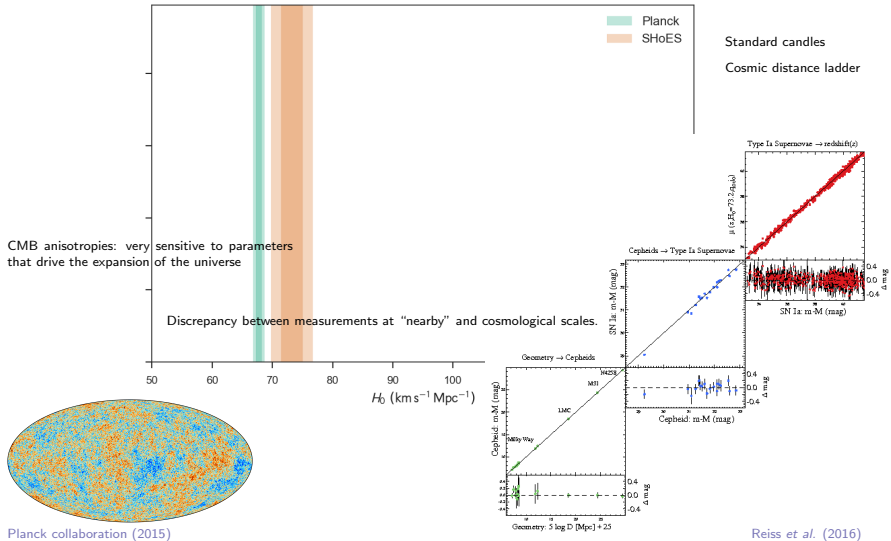 Planck
SHoES
Standard candles
Cosmic distance ladder
CMB anisotropies: very sensitive to parameters
that drive the expansion of the universe
Discrepancy between measurements at “nearby” and cosmological scales.
50 60 70 80 90 100
H₀ (km s⁻¹ Mpc⁻¹)
Type Ia Supernovae → redshift(z)
μ (z,H₀=73.2,q₀,j₀)
0.4
0.0
-0.4
Δ mag
SN Ia: m-M (mag)
Cepheids → Type Ia Supernovae
SN Ia: m-M (mag)
0.4
0.0
-0.4
Δ mag
Cepheid: m-M (mag)
Geometry → Cepheids
N4258
M31
LMC
Milky Way
Cepheid: m-M (mag)
0.4
0.0
-0.4
Δ mag
Geometry: 5 log D [Mpc] + 25
Planck collaboration (2015)
Reiss et al. (2016)